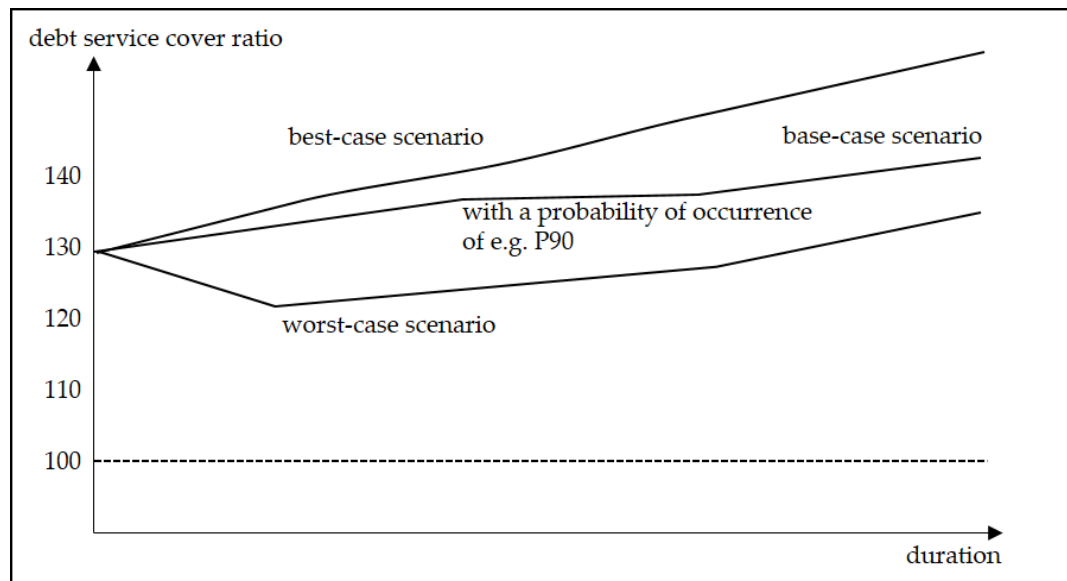 debt service cover ratio
best-case scenario
base-case scenario
140
with a probability of occurrence
of e.g. P90
130
120
worst-case scenario
110
100
duration